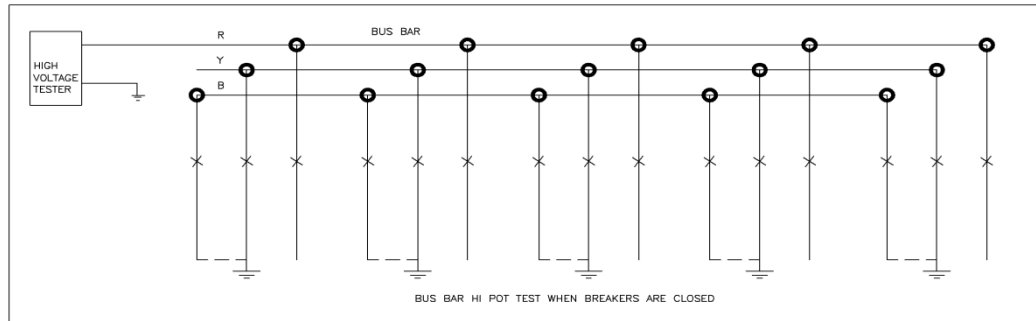 R
BUS BAR
Y
B
HIGH
VOLTAGE
TESTER
BUS BAR HI POT TEST WHEN BREAKERS ARE CLOSED